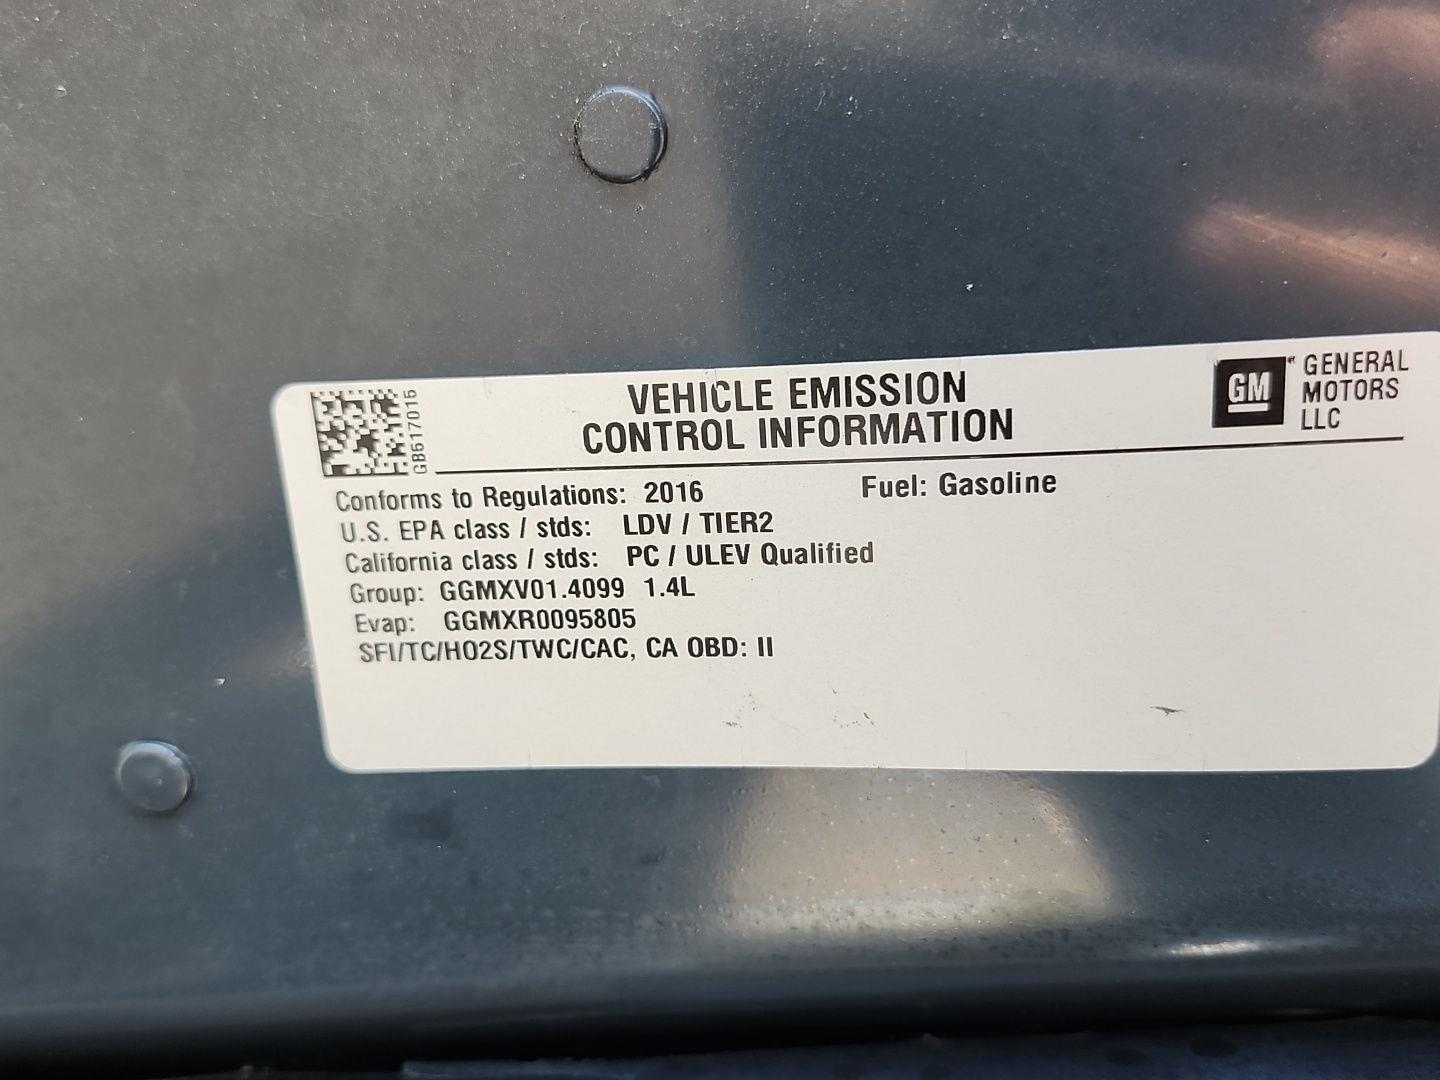 GB617016
VEHICLE EMISSION
CONTROL INFORMATION
GM
GENERAL
MOTORS
LLC
Conforms to Regulations: 2016 Fuel: Gasoline
U.S. EPA class / stds: LDV / TIER2
California class / stds: PC / ULEV Qualified
Group: GGMXV01.4099 1.4L
Evap: GGMXR0095805
SFI/TC/HO2S/TWC/CAC, CA OBD: II